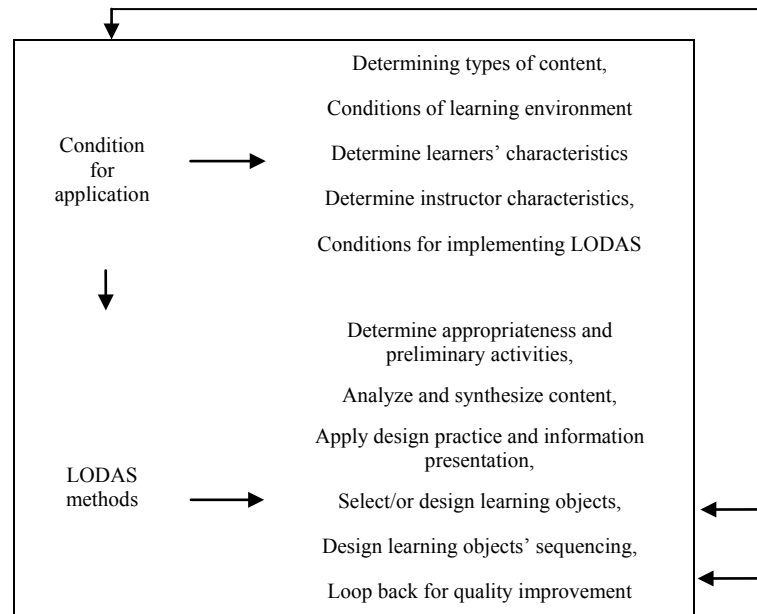 Condition
for
application
Determining types of content,
Conditions of learning environment
Determine learners’ characteristics
Determine instructor characteristics,
Conditions for implementing LODAS
LODAS
methods
Determine appropriateness and
preliminary activities,
Analyze and synthesize content,
Apply design practice and information
presentation,
Select/or design learning objects,
Design learning objects’ sequencing,
Loop back for quality improvement